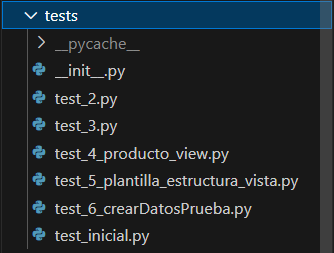 tests
__pycache__
__init__.py
test_2.py
test_3.py
test_4_producto_view.py
test_5_plantilla_estructura_vista.py
test_6_crearDatosPrueba.py
test_inicial.py